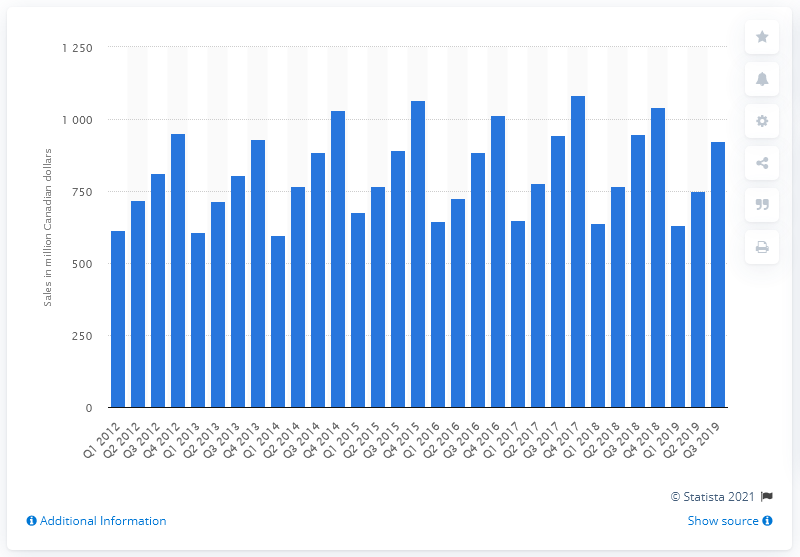 1 250
1 000
750
500
250
0
Sales in million Canadian dollars
Q1 2012
Q2 2012
Q3 2012
Q4 2012
Q1 2013
Q2 2013
Q3 2013
Q4 2013
Q1 2014
Q2 2014
Q3 2014
Q4 2014
Q1 2015
Q2 2015
Q3 2015
Q4 2015
Q1 2016
Q2 2016
Q3 2016
Q4 2016
Q1 2017
Q2 2017
Q3 2017
Q4 2017
Q1 2018
Q2 2018
Q3 2018
Q4 2018
Q1 2019
Q2 2019
Q3 2019
© Statista 2021
Additional Information
Show source